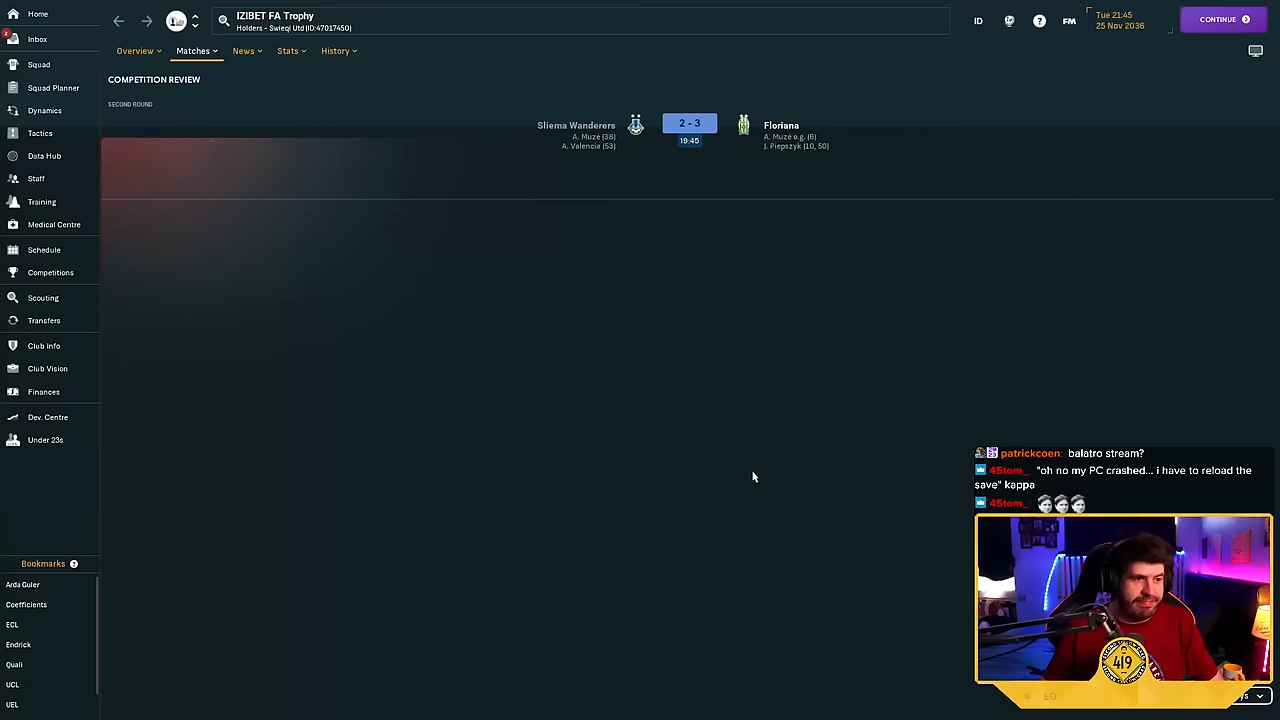 Home
IZIBET FA Trophy
Holders - Swieqi Utd (ID:47017450)
ID
FM
Tue 21:45
25 Nov 2036
CONTINUE
2
Inbox
Overview
Matches
News
Stats
History
Squad
Squad Planner
Dynamics
Tactics
Data Hub
Staff
Training
Medical Centre
Schedule
Competitions
Scouting
Transfers
Club Info
Club Vision
Finances
Dev. Centre
Under 23s
COMPETITION REVIEW
SECOND ROUND
Sliema Wanderers
2 - 3
Floriana
A. Muzé (38)
A. Valencia (53)
19:45
A. Muzé o.g. (6)
J. Piepszyk (10, 50)
Bookmarks ?
Arda Guler
Coefficients
ECL
Endrick
Quali
UCL
UEL
patrickcoen: balatro stream?
45tom_: "oh no my PC crashed... i have to reload the
save" kappa
45tom_:
4|9
£0